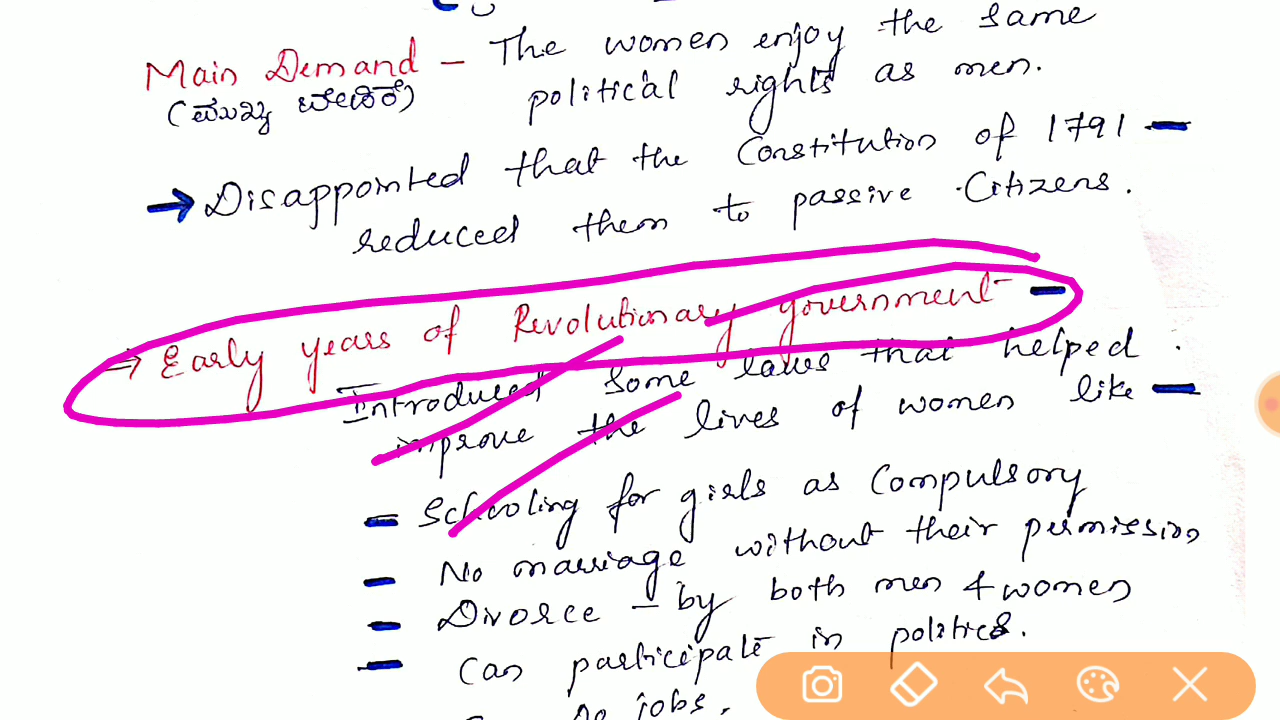 Main Demand – The women enjoy the same
(ಮುಖ್ಯ ಬೇಡಿಕೆ) political rights as men.
→ Disappointed that the Constitution of 1791 –
reduced them to passive Citizens.
→ Early years of Revolutionary government –
Introduced some laws that helped.
improve the lives of women like –
– Schooling for girls as Compulsory
– No marriage without their permission
– Divorce – by both men & women
– Can participate in politics.
do jobs.